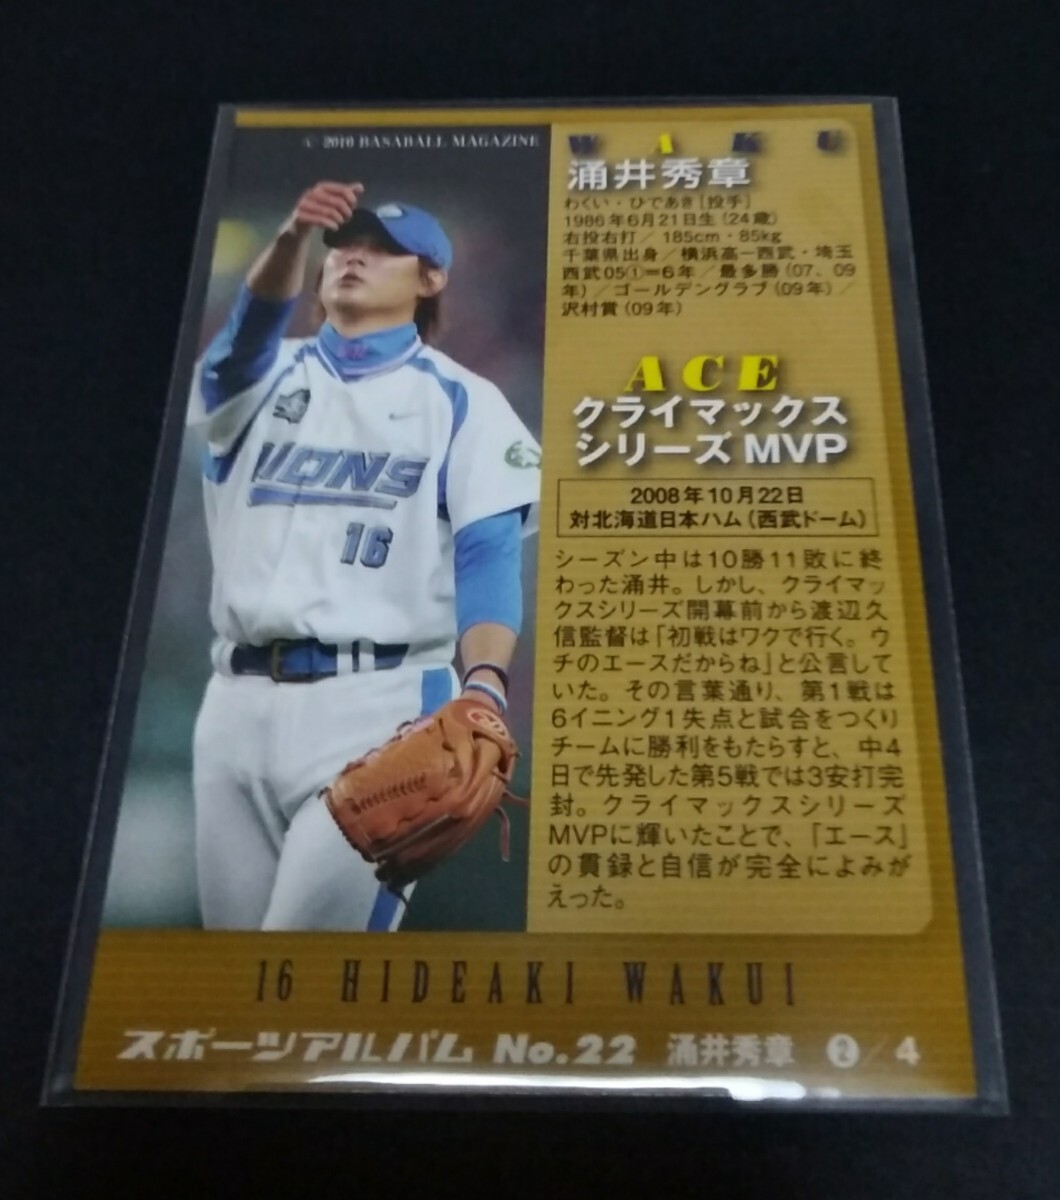 © 2010 BASABALL MAGAZINE
WAKU
涌井秀章
わくい・ひであき[投手]
1986年6月21日生(24歳)
右投右打/185cm・85kg
千葉県出身/横浜高―西武・埼玉
西武05①=6年/最多勝(07、09
年)/ゴールデングラブ(09年)/
沢村賞(09年)
ACE
クライマックス
シリーズMVP
2008年10月22日
対北海道日本ハム(西武ドーム)
シーズン中は10勝11敗に終
わった涌井。しかし、クライマッ
クスシリーズ開幕前から渡辺久
信監督は「初戦はワクで行く。ウ
チのエースだからね」と公言して
いた。その言葉通り、第1戦は
6イニング1失点と試合をつくり
チームに勝利をもたらすと、中4
日で先発した第5戦では3安打完
封。クライマックスシリーズ
MVPに輝いたことで、「エース」
の貫録と自信が完全によみが
えった。
LIONS
16
16 HIDEAKI WAKUI
スポーツアルバム No.22 涌井秀章 ❷/4